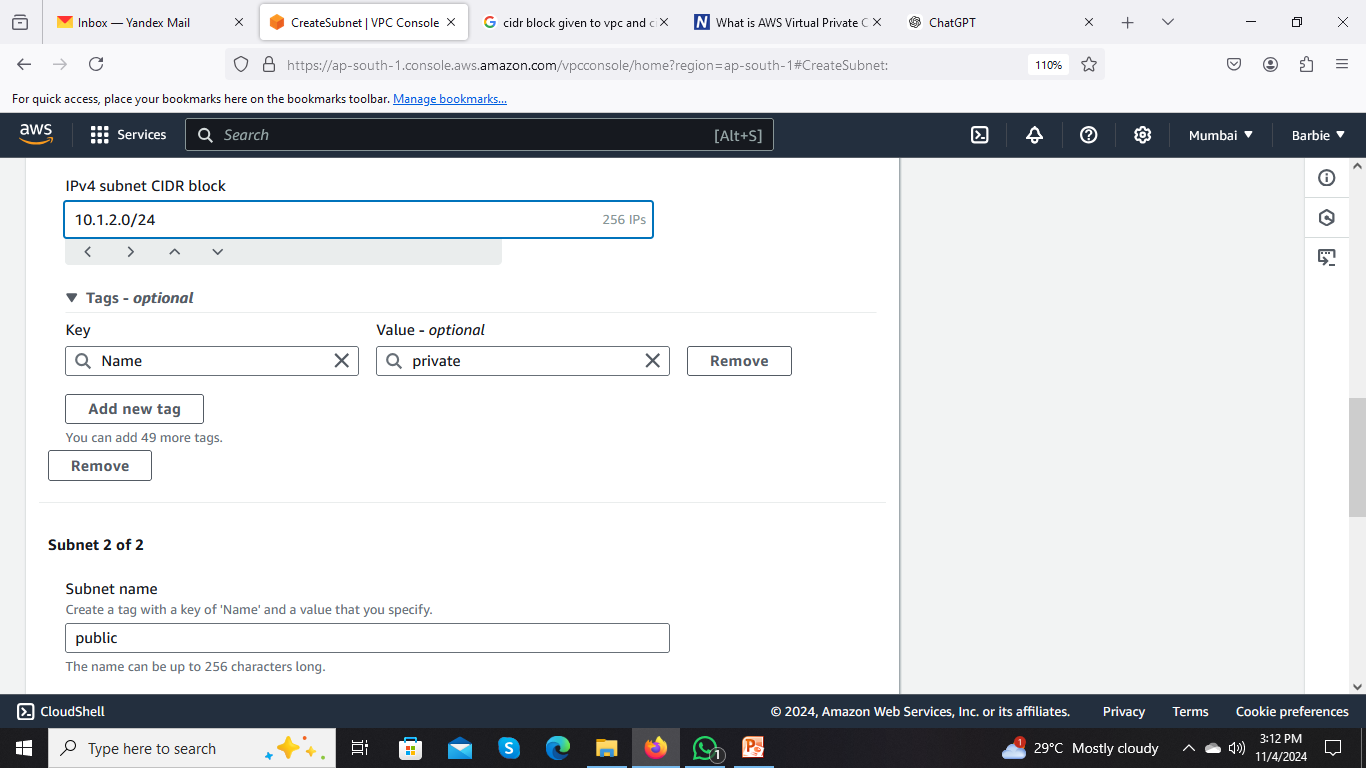 Inbox — Yandex Mail
CreateSubnet | VPC Console
cidr block given to vpc and c
What is AWS Virtual Private C
ChatGPT
https://ap-south-1.console.aws.amazon.com/vpcconsole/home?region=ap-south-1#CreateSubnet:
110%
For quick access, place your bookmarks here on the bookmarks toolbar. Manage bookmarks...
aws
Services
Search
[Alt+S]
Mumbai
Barbie
IPv4 subnet CIDR block
10.1.2.0/24
256 IPs
Tags - optional
Key
Value - optional
Name
private
Remove
Add new tag
You can add 49 more tags.
Remove
Subnet 2 of 2
Subnet name
Create a tag with a key of 'Name' and a value that you specify.
public
The name can be up to 256 characters long.
CloudShell
© 2024, Amazon Web Services, Inc. or its affiliates.
Privacy
Terms
Cookie preferences
Type here to search
1
1
29°C Mostly cloudy
3:12 PM
11/4/2024